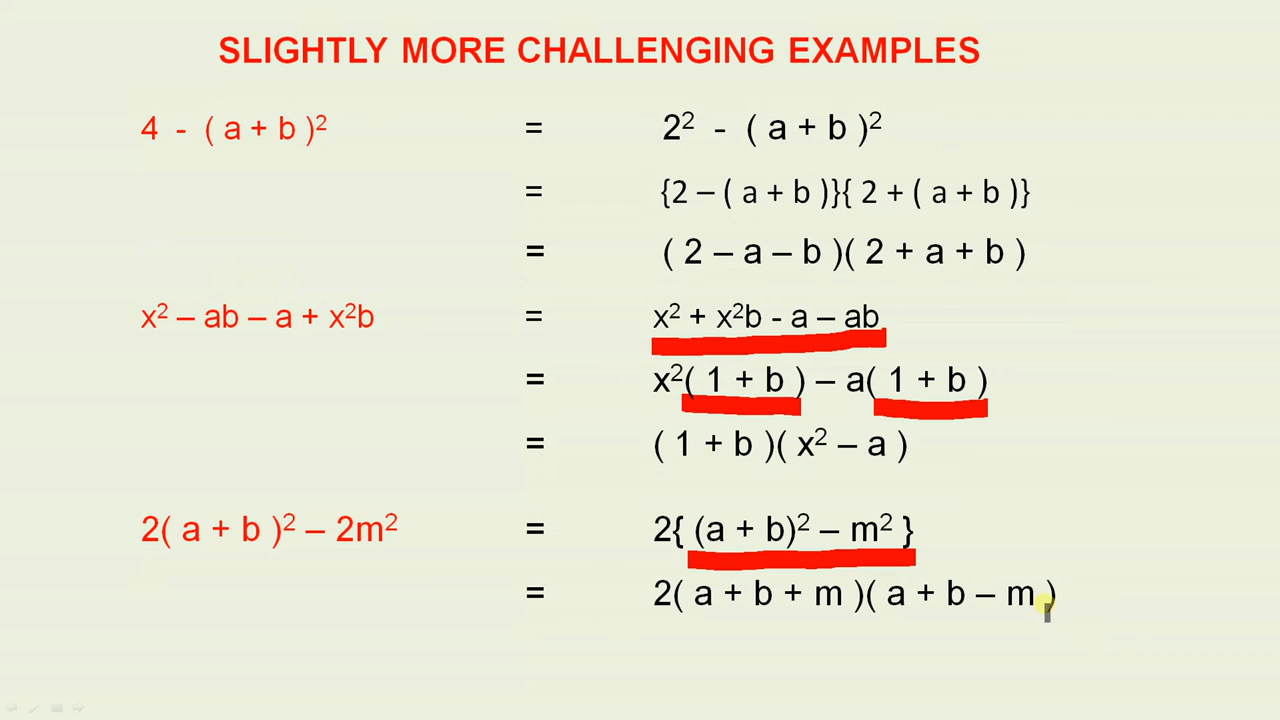 SLIGHTLY MORE CHALLENGING EXAMPLES
4 - ( a + b )² = 2² - ( a + b )²
= {2 – ( a + b )}{ 2 + ( a + b )}
= ( 2 – a – b )( 2 + a + b )
x² – ab – a + x²b = x² + x²b - a – ab
= x²( 1 + b ) – a( 1 + b )
= ( 1 + b )( x² – a )
2( a + b )² – 2m² = 2{ (a + b)² – m² }
= 2( a + b + m )( a + b – m )